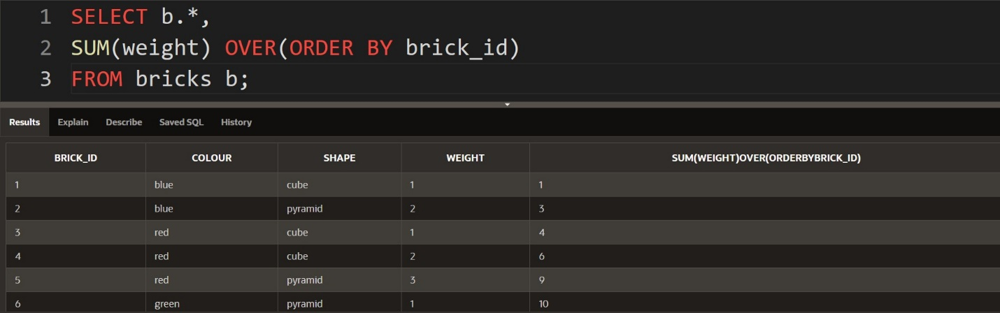 1 SELECT b.*,
2 SUM(weight) OVER(ORDER BY brick_id)
3 FROM bricks b;
Results Explain Describe Saved SQL History
BRICK_ID COLOUR SHAPE WEIGHT SUM(WEIGHT)OVER(ORDERBYBRICK_ID)
1 blue cube 1 1
2 blue pyramid 2 3
3 red cube 1 4
4 red cube 2 6
5 red pyramid 3 9
6 green pyramid 1 10